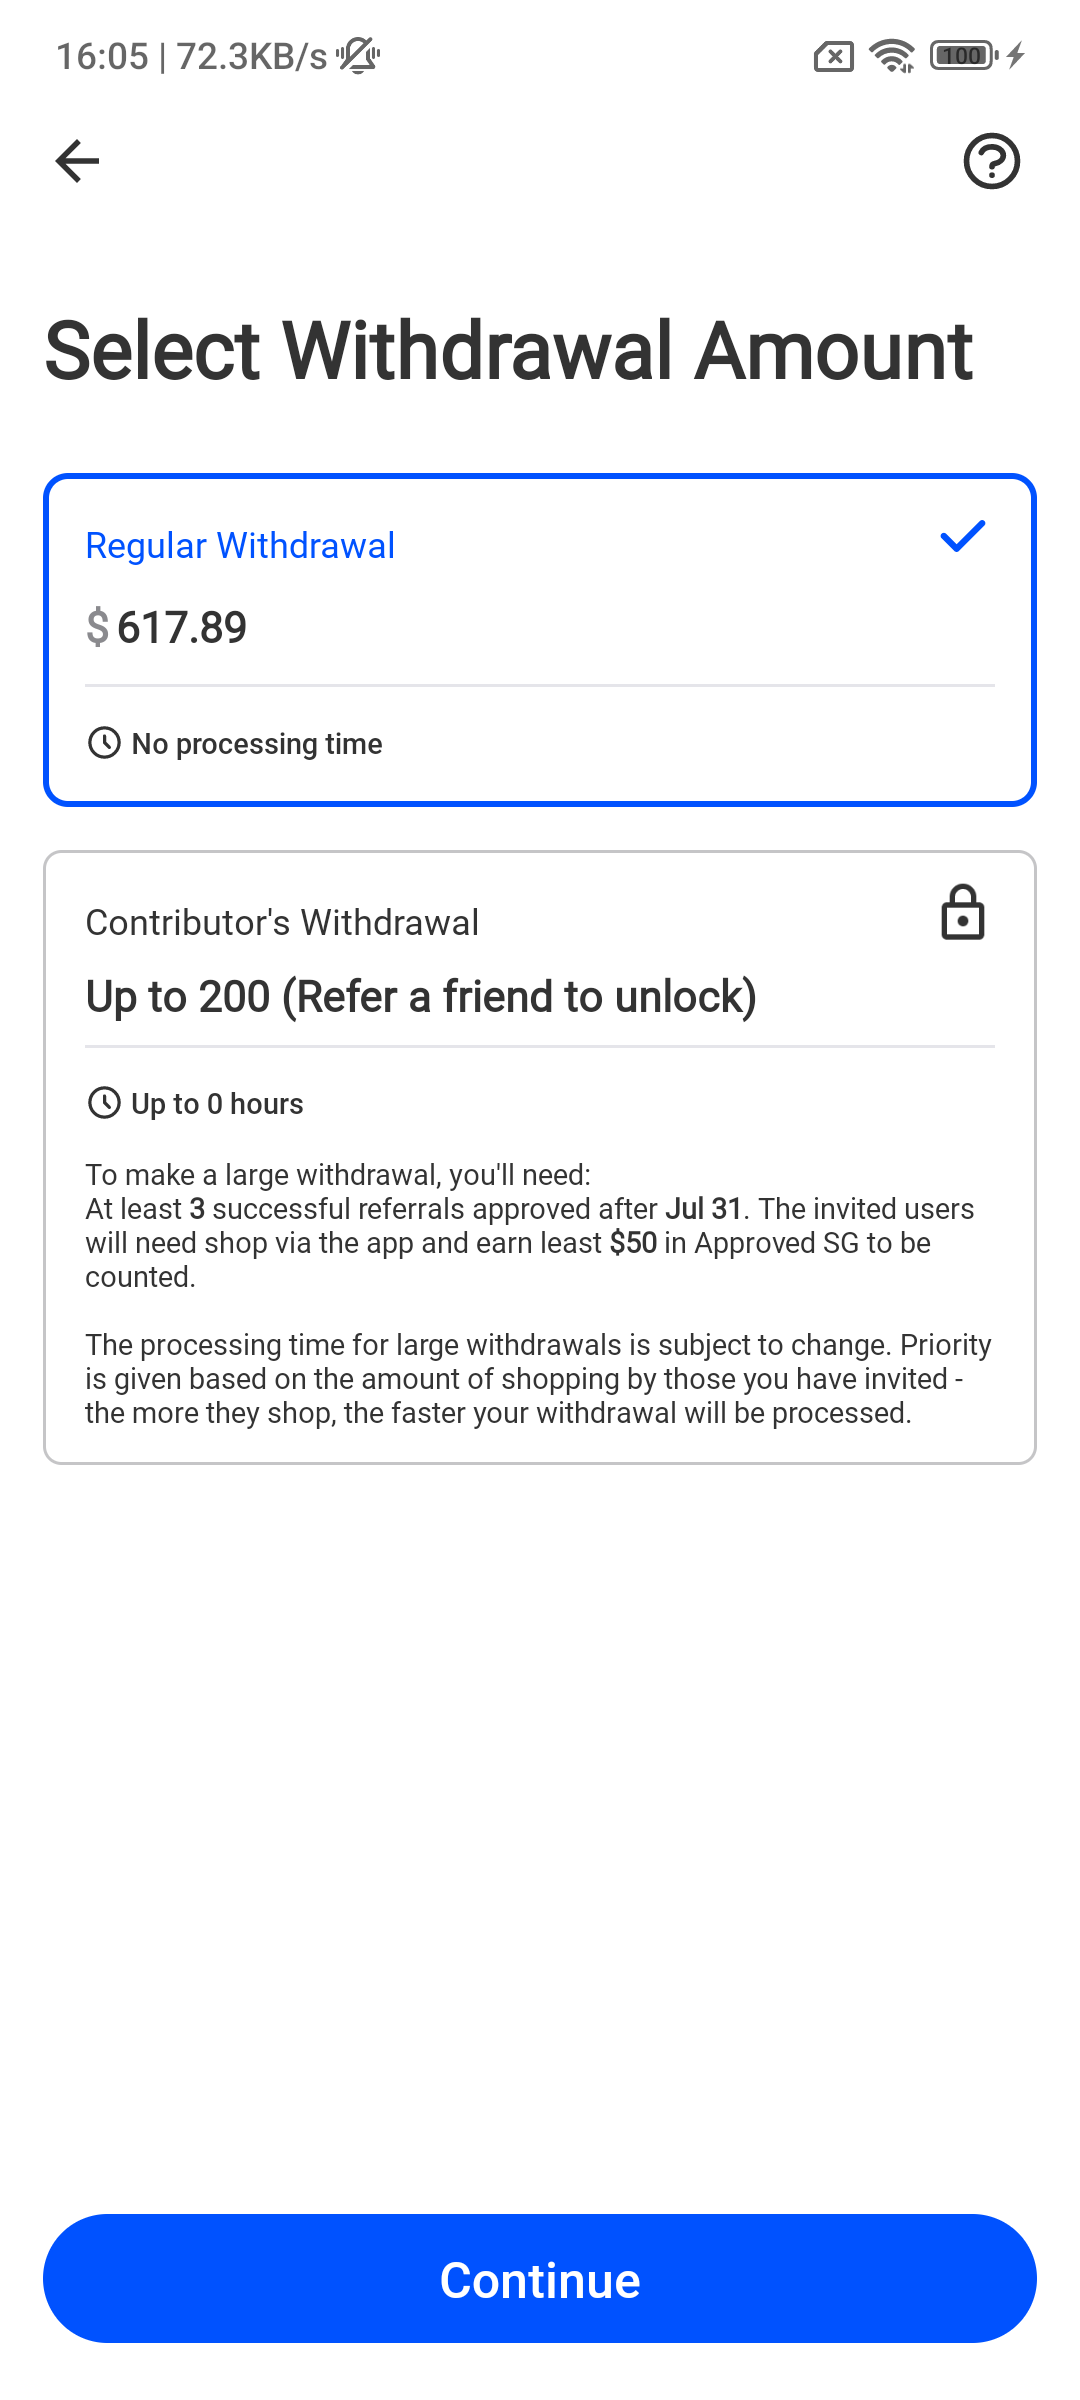 16:05 | 72.3KB/s
100
Select Withdrawal Amount
Regular Withdrawal
$ 617.89
No processing time
Contributor's Withdrawal
Up to 200 (Refer a friend to unlock)
Up to 0 hours
To make a large withdrawal, you'll need:
At least 3 successful referrals approved after Jul 31. The invited users
will need shop via the app and earn least $50 in Approved SG to be
counted.
The processing time for large withdrawals is subject to change. Priority
is given based on the amount of shopping by those you have invited -
the more they shop, the faster your withdrawal will be processed.
Continue